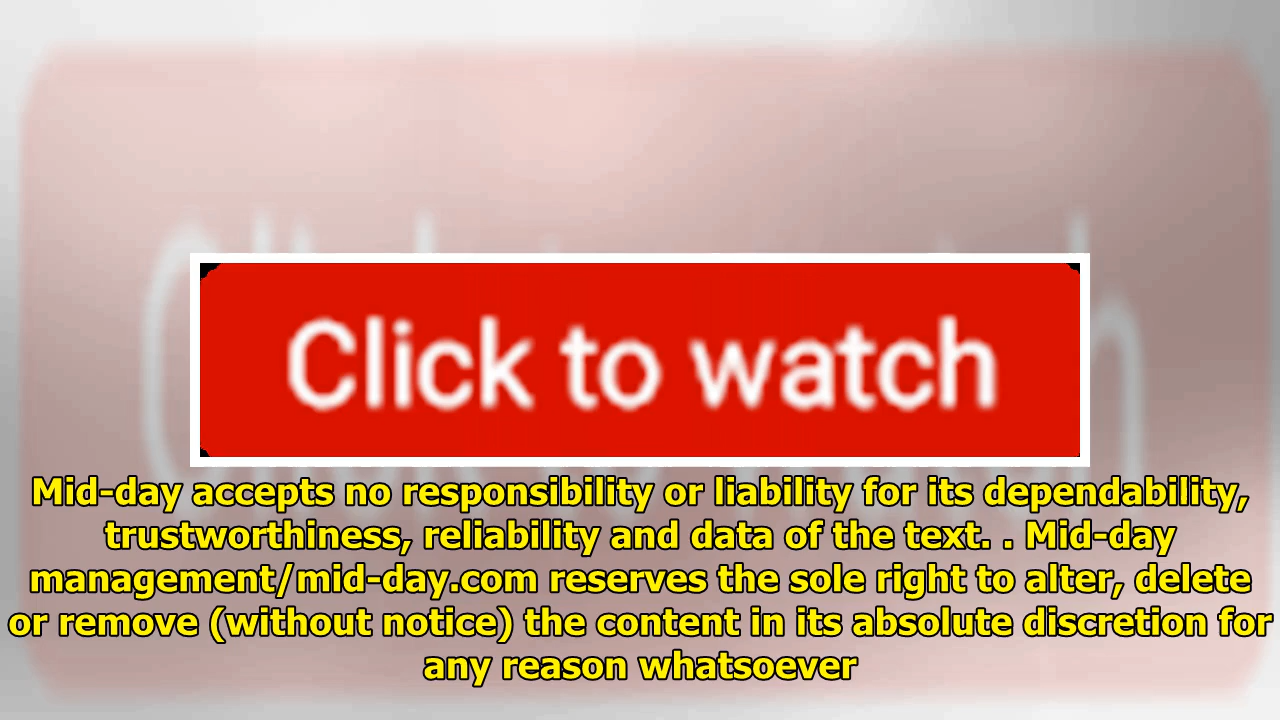 Click to watch
Mid-day accepts no responsibility or liability for its dependability,
trustworthiness, reliability and data of the text. . Mid-day
management/mid-day.com reserves the sole right to alter, delete
or remove (without notice) the content in its absolute discretion for
any reason whatsoever